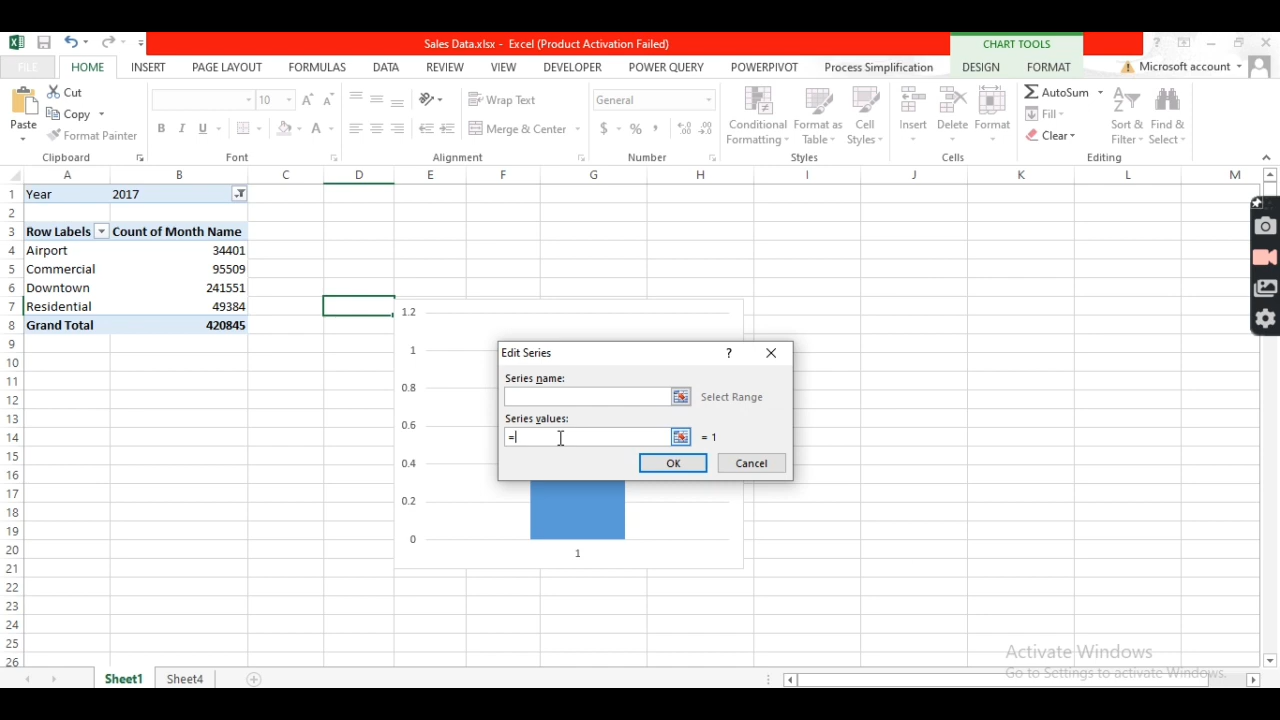 Sales Data.xlsx - Excel (Product Activation Failed)
CHART TOOLS
?
FILE
HOME
INSERT
PAGE LAYOUT
FORMULAS
DATA
REVIEW
VIEW
DEVELOPER
POWER QUERY
POWERPIVOT
Process Simplification
DESIGN
FORMAT
Microsoft account
Paste
Cut
Copy
Format Painter
Clipboard
10
B I U
Font
Wrap Text
Merge & Center
Alignment
General
$ % ,
Number
Conditional Formatting
Format as Table
Cell Styles
Styles
Insert
Delete
Format
Cells
AutoSum
Fill
Clear
Sort & Filter
Find & Select
Editing
A B C D E F G H I J K L M
1 Year 2017
2
3 Row Labels Count of Month Name
4 Airport 34401
5 Commercial 95509
6 Downtown 241551
7 Residential 49384
8 Grand Total 420845
9
10
11
12
13
14
15
16
17
18
19
20
21
22
23
24
25
26
1.2
1
0.8
0.6
0.4
0.2
0
1
Edit Series
?
Series name:
Select Range
Series values:
=
= 1
OK
Cancel
Activate Windows
Go to Settings to activate Windows.
Sheet1
Sheet4